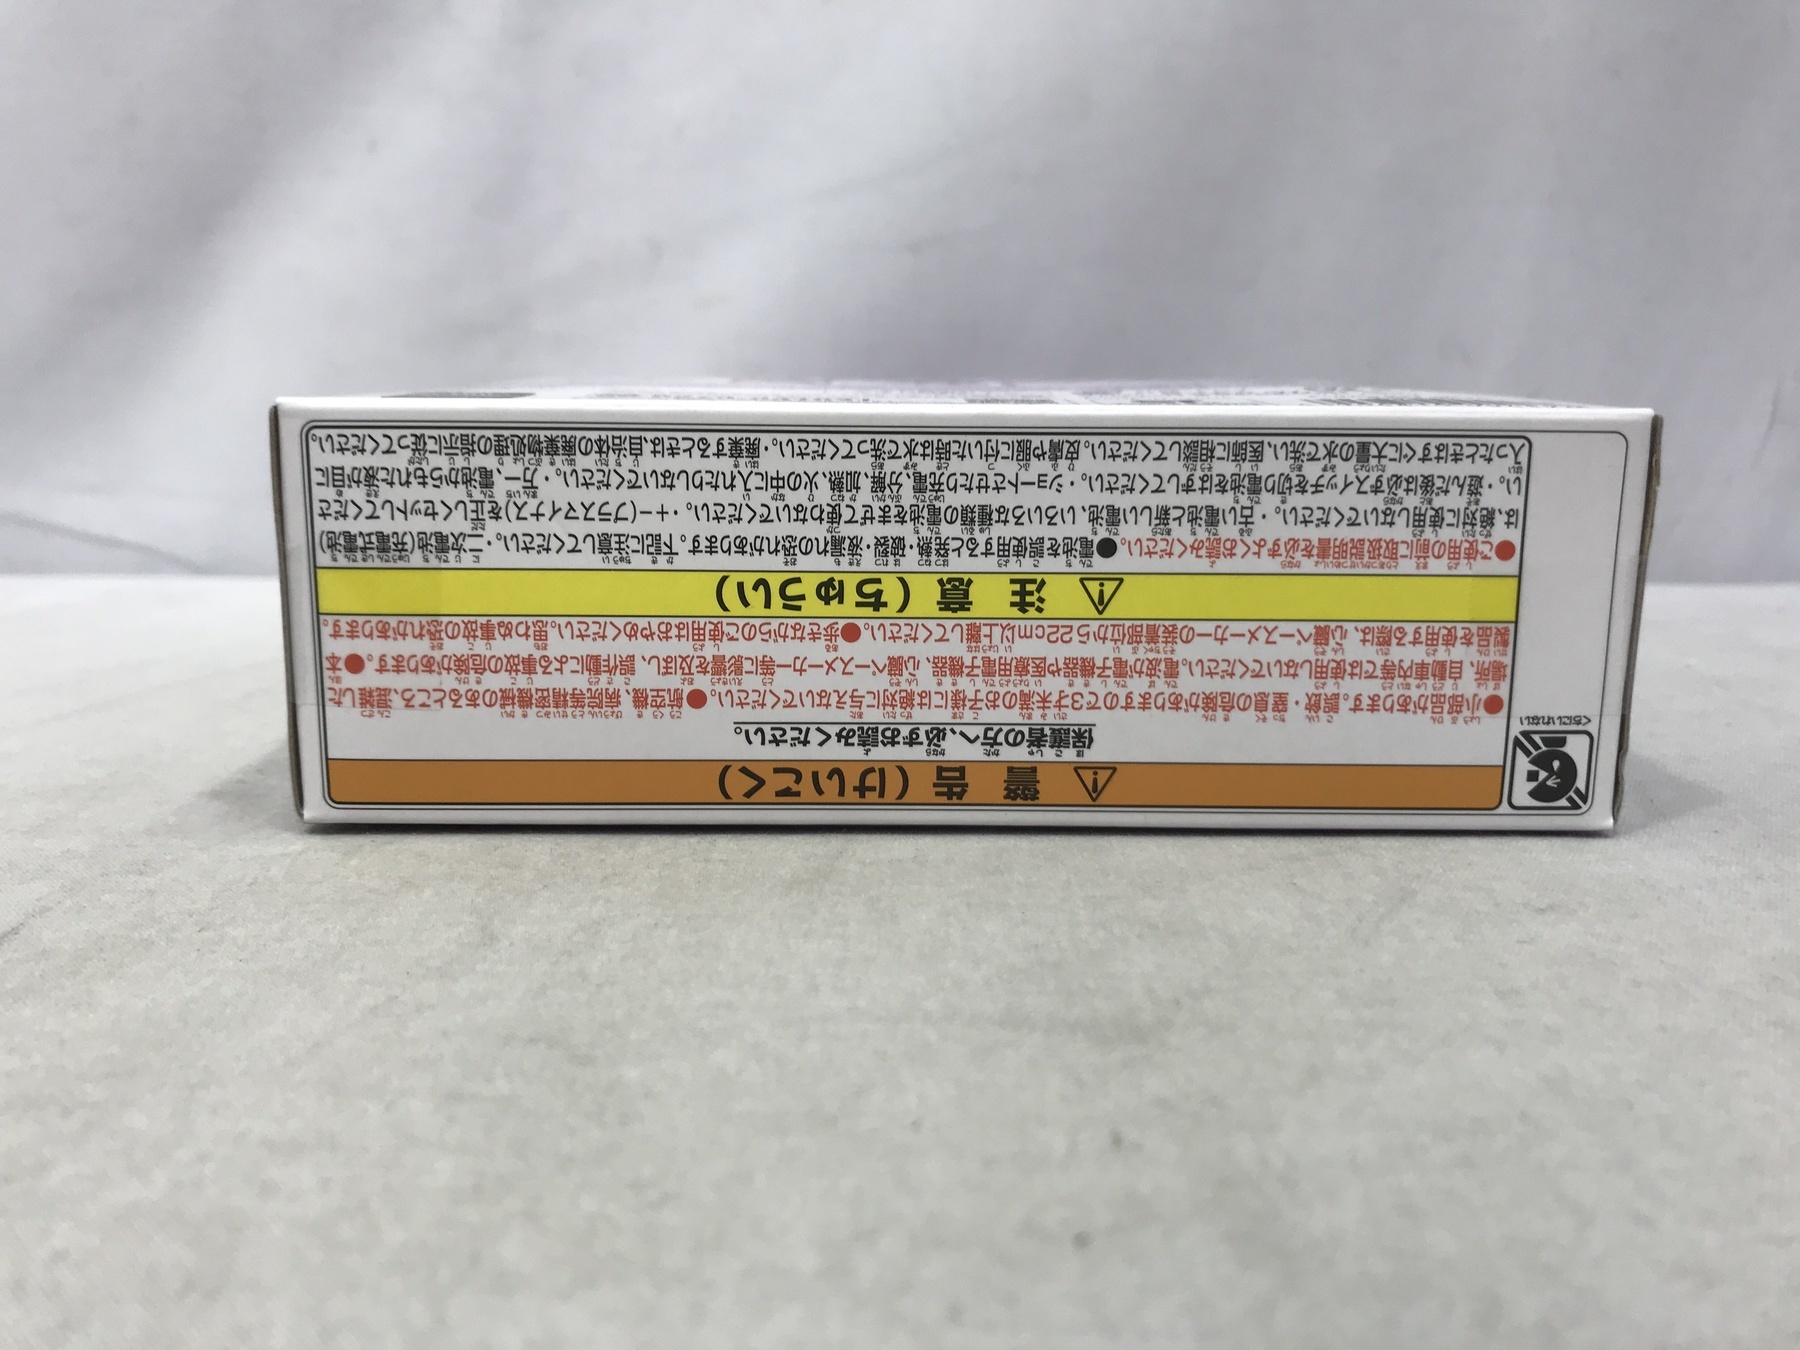 警告（けいこく）
保護者の方へ、必ずお読みください。
●小部品があります。誤飲・窒息の危険がありますので3才未満のお子様には絶対に与えないでください。●航空機、病院等精密機械のあるところ、混雑した
場所、自動車内等では使用しないでください。電波が電子機器や医療用電子機器、心臓ペースメーカー等に影響を及ぼし、誤動作による事故の危険があります。●本
製品を使用する際は、心臓ペースメーカーの装着部位から22cm以上離してください。●歩きながらのご使用はおやめください。思わぬ事故の恐れがあります。
注意（ちゅうい）
●ご使用の前に取扱説明書を必ずよくお読みください。●電池を誤使用すると発熱・破裂・液漏れの恐れがあります。下記に注意してください。・二次電池(充電式電池)
は、絶対に使用しないでください。・古い電池と新しい電池、いろいろな種類の電池をまぜて使わないでください。・＋−(プラスマイナス)を正しくセットしてくださ
い。・遊んだ後は必ずスイッチを切り電池をはずしてください。・ショートさせたり充電、分解、加熱、火の中に入れたりしないでください。・万一、電池からもれた液が目に
入ったときはすぐに大量の水で洗い、医師に相談してください。皮膚や服に付いた時は水で洗ってください。・廃棄するときは、自治体の廃棄物処理の指示に従ってください。
くちにいれない